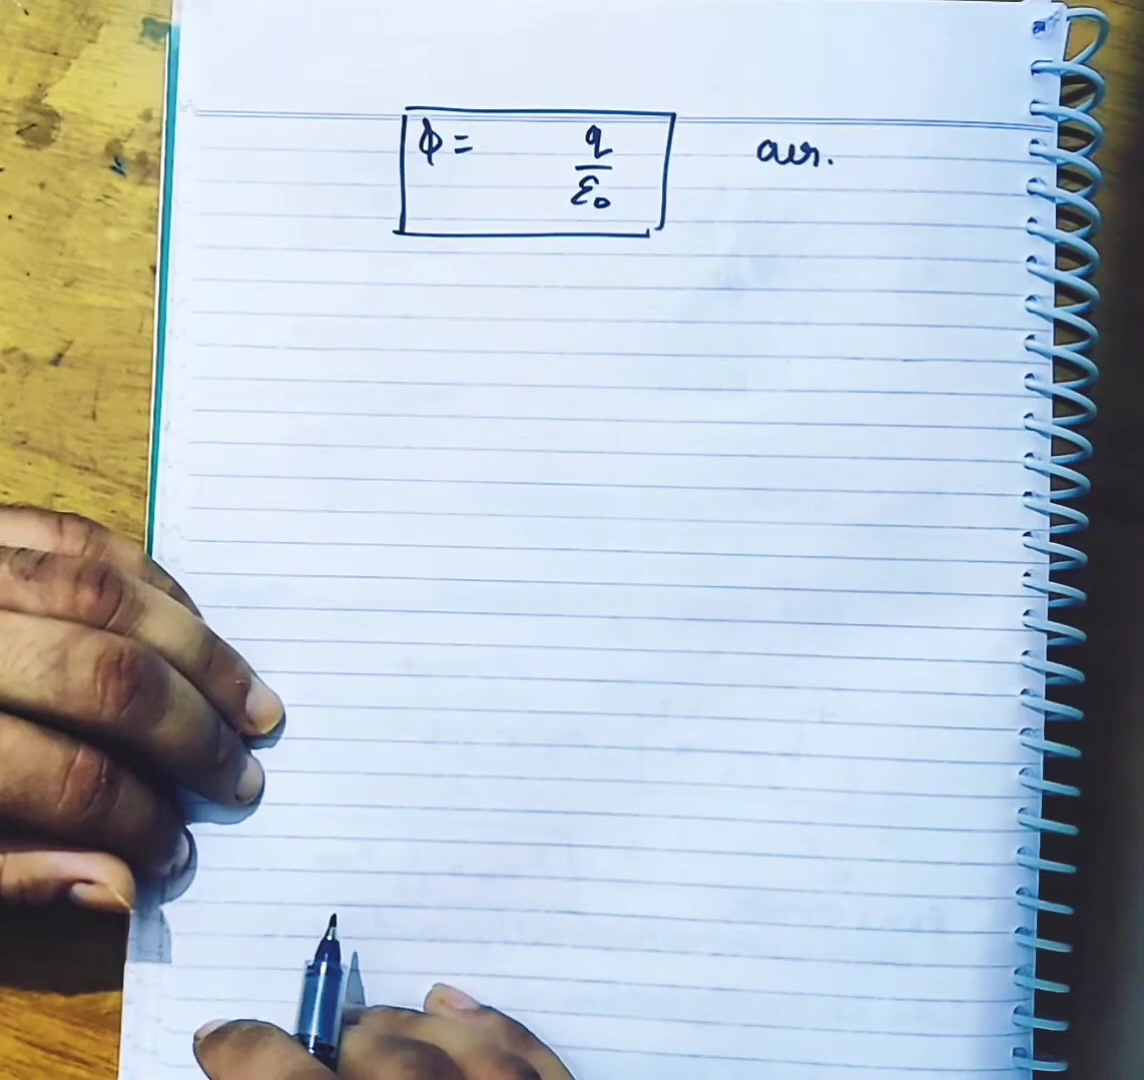 ϕ = q/ε₀ air.